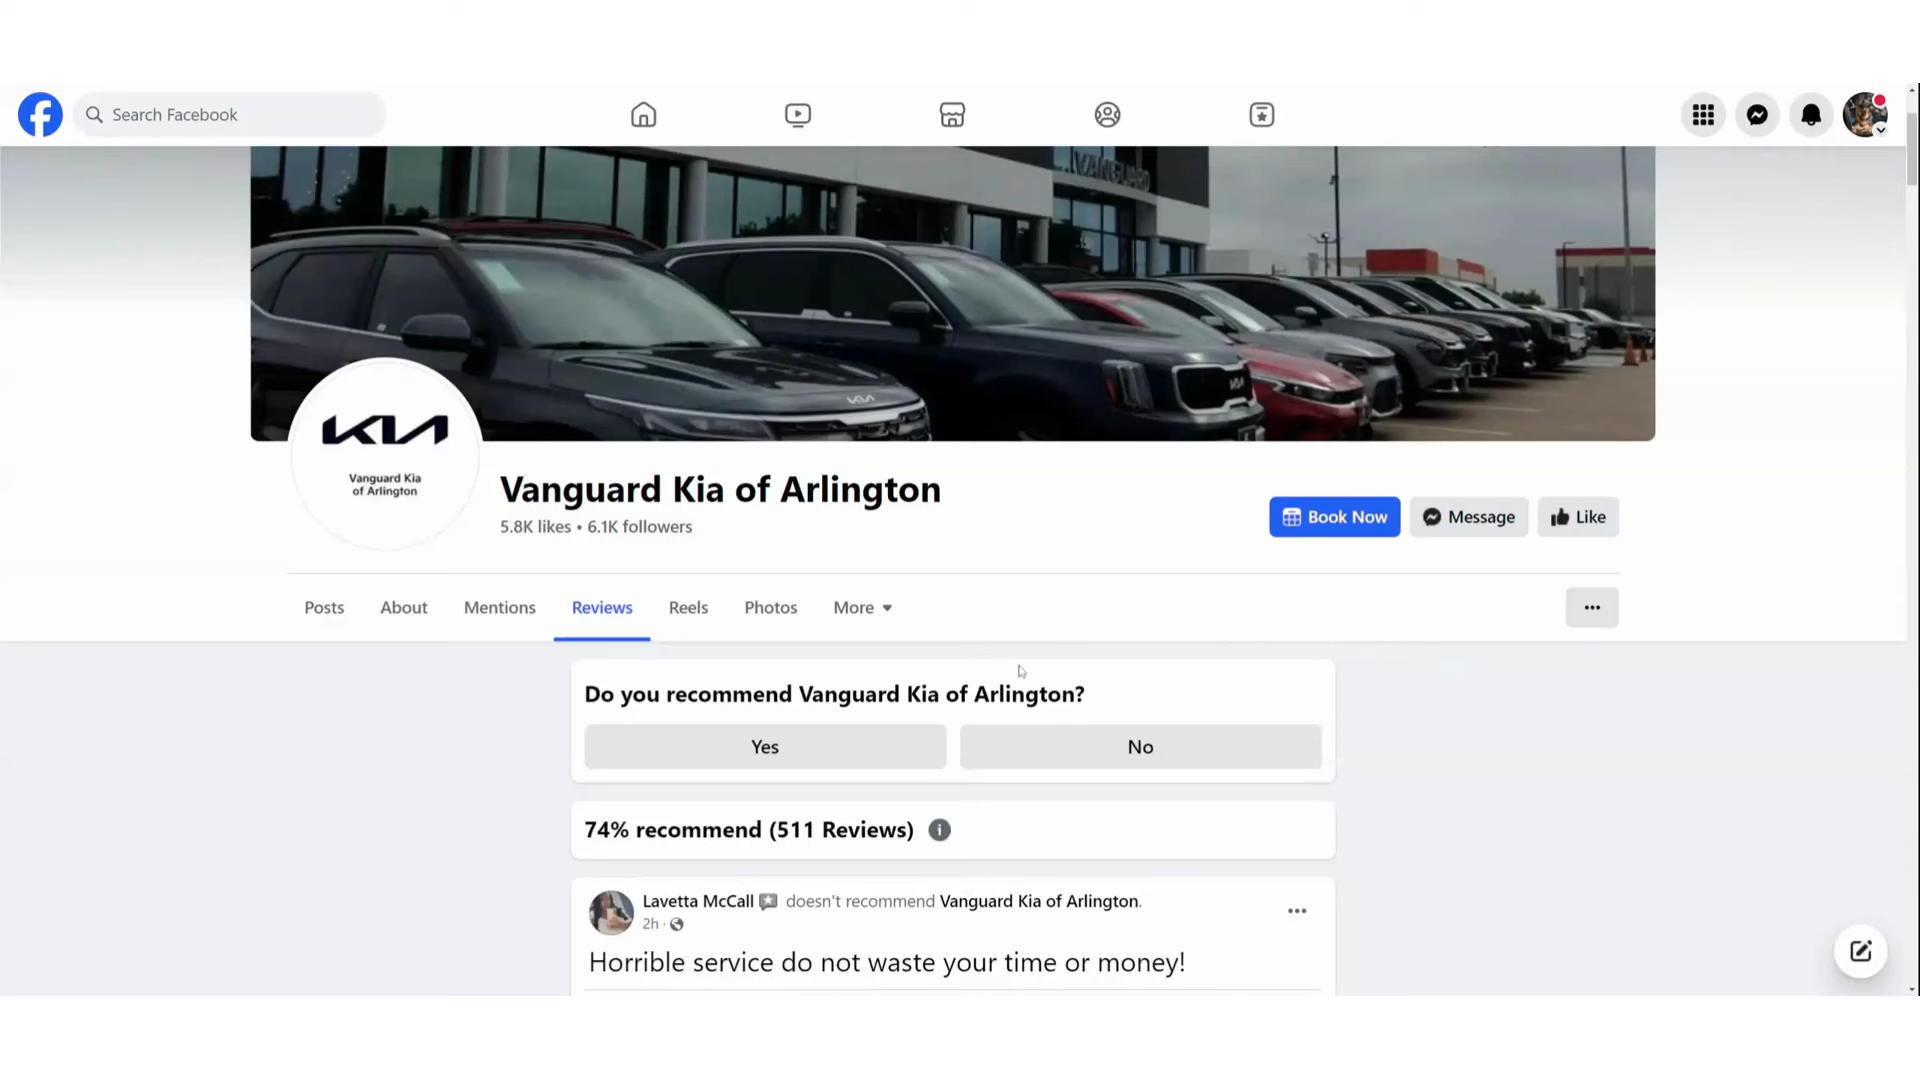 Search Facebook
VANGUARD
KIA
Vanguard Kia
of Arlington
Vanguard Kia of Arlington
5.8K likes • 6.1K followers
Book Now
Message
Like
Posts
About
Mentions
Reviews
Reels
Photos
More
Do you recommend Vanguard Kia of Arlington?
Yes
No
74% recommend (511 Reviews)
Lavetta McCall doesn't recommend Vanguard Kia of Arlington.
2h ·
Horrible service do not waste your time or money!